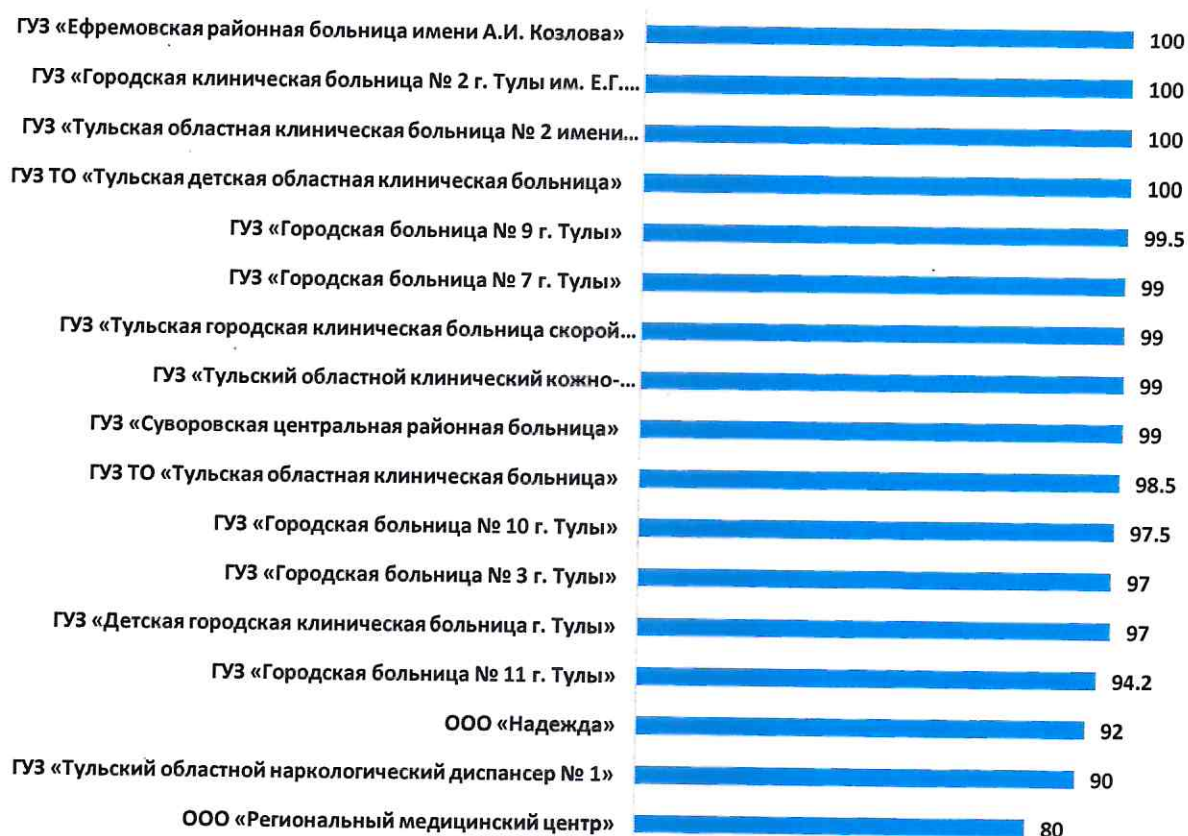 ГУЗ «Ефремовская районная больница имени А.И. Козлова» 100
ГУЗ «Городская клиническая больница № 2 г. Тулы им. Е.Г.... 100
ГУЗ «Тульская областная клиническая больница № 2 имени... 100
ГУЗ ТО «Тульская детская областная клиническая больница» 100
ГУЗ «Городская больница № 9 г. Тулы» 99.5
ГУЗ «Городская больница № 7 г. Тулы» 99
ГУЗ «Тульская городская клиническая больница скорой... 99
ГУЗ «Тульский областной клинический кожно-... 99
ГУЗ «Суворовская центральная районная больница» 99
ГУЗ ТО «Тульская областная клиническая больница» 98.5
ГУЗ «Городская больница № 10 г. Тулы» 97.5
ГУЗ «Городская больница № 3 г. Тулы» 97
ГУЗ «Детская городская клиническая больница г. Тулы» 97
ГУЗ «Городская больница № 11 г. Тулы» 94.2
ООО «Надежда» 92
ГУЗ «Тульский областной наркологический диспансер № 1» 90
ООО «Региональный медицинский центр» 80